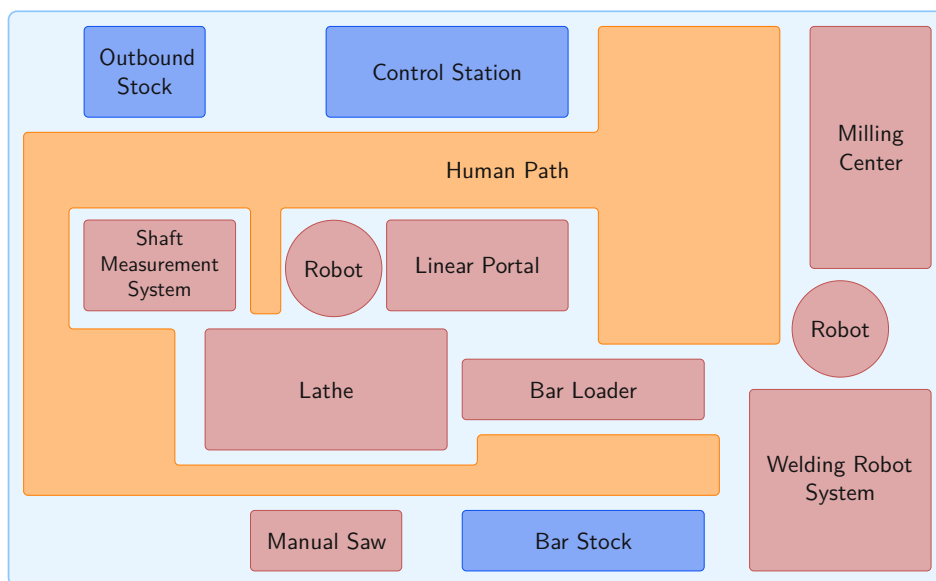 Outbound
Stock
Control Station
Milling
Center
Human Path
Shaft
Measurement
System
Robot
Linear Portal
Robot
Lathe
Bar Loader
Welding Robot
System
Manual Saw
Bar Stock